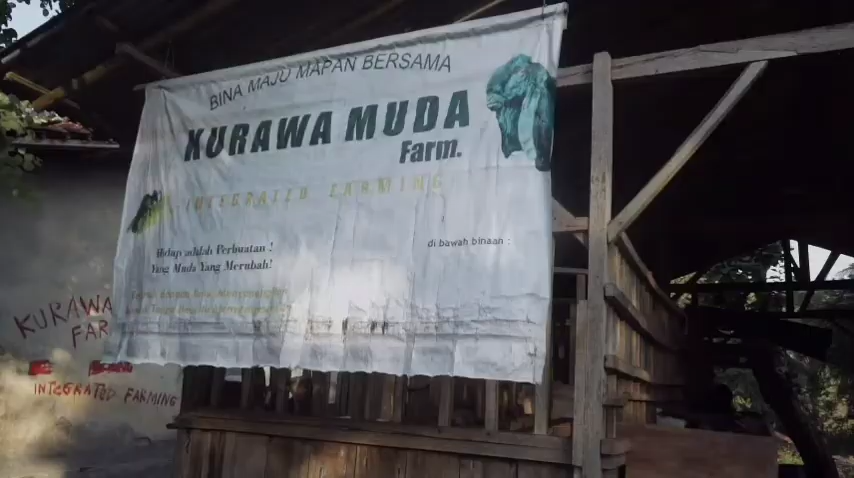 BINA MAJU MAPAN BERSAMA
KURAWA MUDA
Farm.
INTEGRATED FARMING
Hidup adalah Perbuatan !
Yang Muda Yang Merubah!
di bawah binaan :
KURAWA
FAR
INTEGRATED FARMING